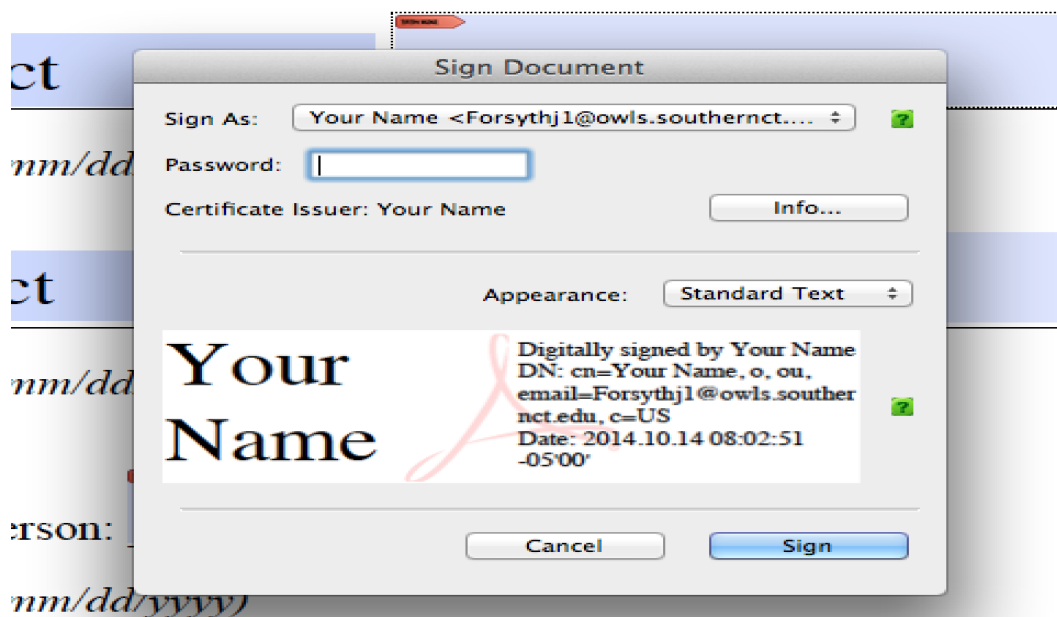 ct
Sign Document
Sign As: Your Name <Forsythj1@owls.southernct.... 
?
mm/dd
Password:
Certificate Issuer: Your Name
Info...
ct
Appearance: Standard Text
Your
Name
Digitally signed by Your Name
DN: cn=Your Name, o, ou,
email=Forsythj1@owls.souther
nct.edu, c=US
Date: 2014.10.14 08:02:51
-05'00'
?
mm/dd
erson:
Cancel
Sign
mm/dd/yyyy)